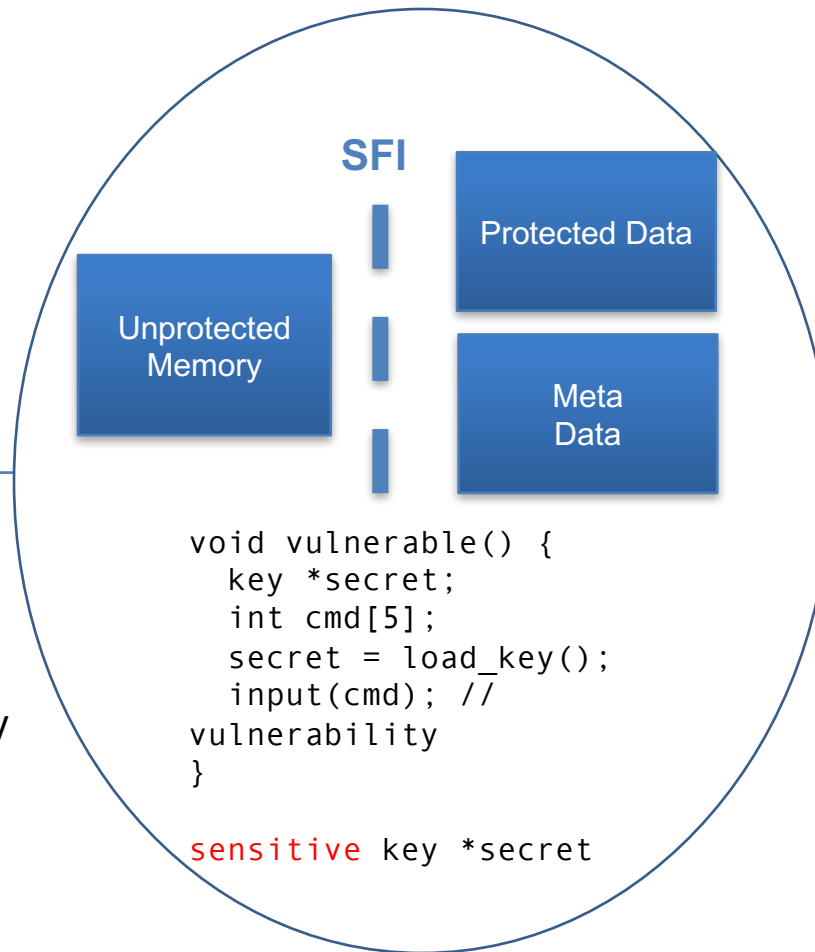 SFI
Protected Data
Unprotected
Memory
Meta
Data
void vulnerable() {
  key *secret;
  int cmd[5];
  secret = load_key();
  input(cmd); //
vulnerability
}
sensitive key *secret